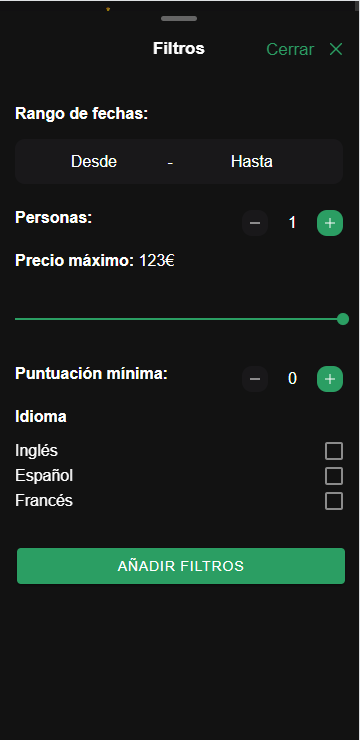 Filtros Cerrar
Rango de fechas:
Desde - Hasta
Personas: 1
Precio máximo: 123€
Puntuación mínima: 0
Idioma
Inglés
Español
Francés
AÑADIR FILTROS